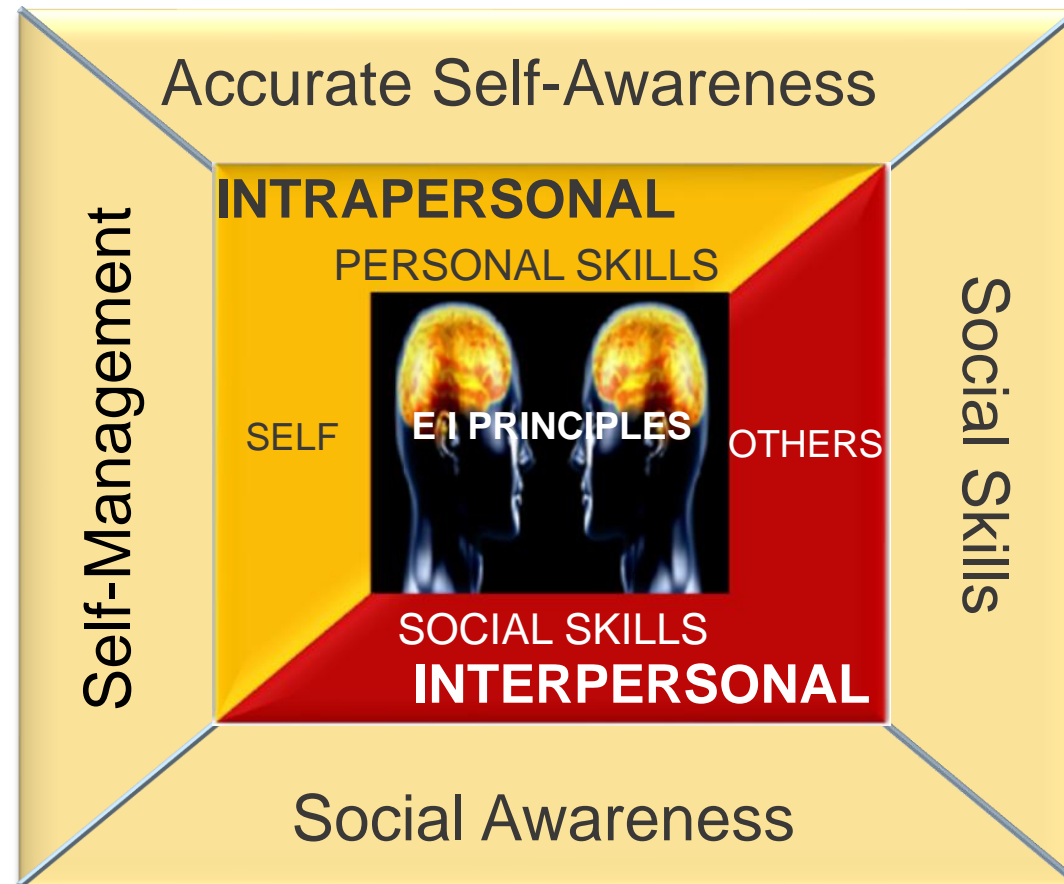 Accurate Self-Awareness
INTRAPERSONAL
PERSONAL SKILLS
Self-Management
SELF
E I PRINCIPLES
OTHERS
Social Skills
SOCIAL SKILLS
INTERPERSONAL
Social Awareness